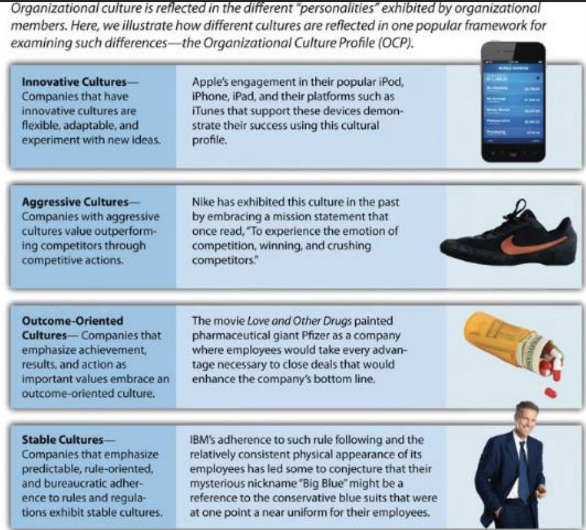 Organizational culture is reflected in the different "personalities" exhibited by organizational
members. Here, we illustrate how different cultures are reflected in one popular framework for
examining such differences—the Organizational Culture Profile (OCP).
Innovative Cultures—
Companies that have
innovative cultures are
flexible, adaptable, and
experiment with new ideas.
Apple's engagement in their popular iPod,
iPhone, iPad, and their platforms such as
iTunes that support these devices demon-
strate their success using this cultural
profile.
Aggressive Cultures—
Companies with aggressive
cultures value outperform-
ing competitors through
competitive actions.
Nike has exhibited this culture in the past
by embracing a mission statement that
once read, "To experience the emotion of
competition, winning, and crushing
competitors."
Outcome-Oriented
Cultures— Companies that
emphasize achievement,
results, and action as
important values embrace an
outcome-oriented culture.
The movie Love and Other Drugs painted
pharmaceutical giant Pfizer as a company
where employees would take every advan-
tage necessary to close deals that would
enhance the company's bottom line.
Stable Cultures—
Companies that emphasize
predictable, rule-oriented,
and bureaucratic adher-
ence to rules and regula-
tions exhibit stable cultures.
IBM's adherence to such rule following and the
relatively consistent physical appearance of its
employees has led some to conjecture that their
mysterious nickname "Big Blue" might be a
reference to the conservative blue suits that were
at one point a near uniform for their employees.